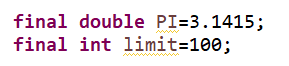 final double PI=3.1415;
final int limit=100;